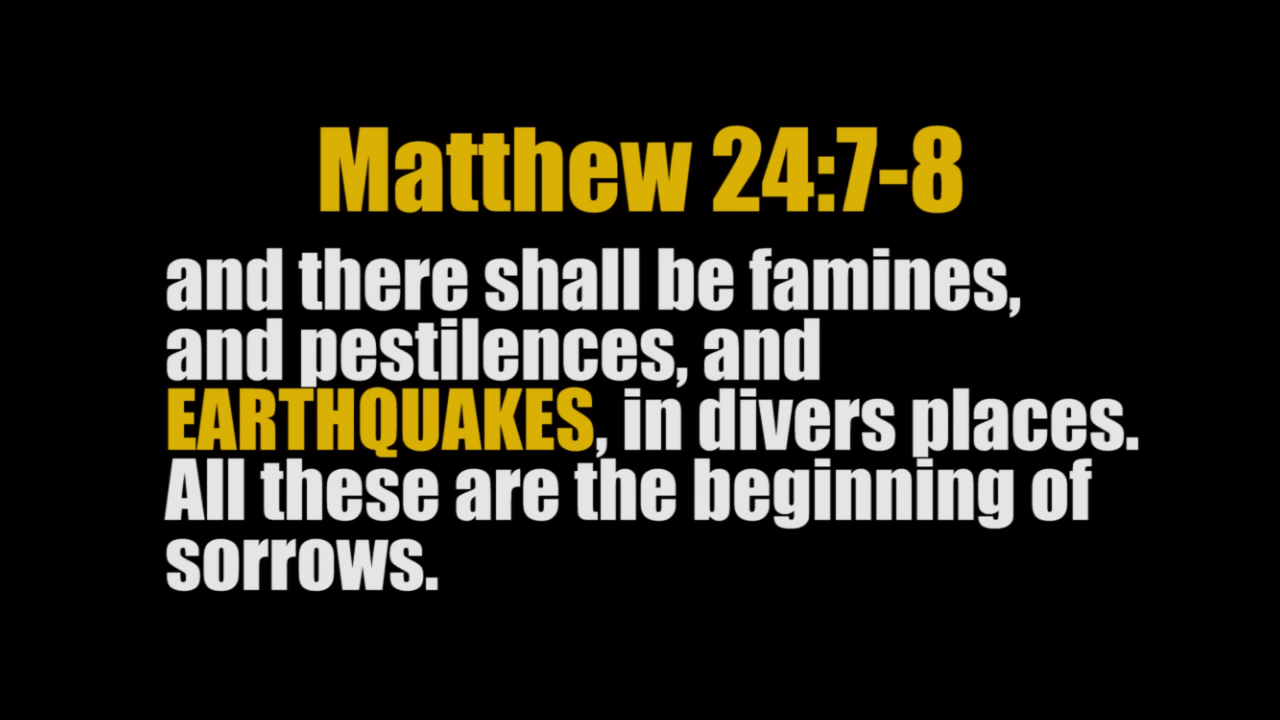 Matthew 24:7-8
and there shall be famines,
and pestilences, and
EARTHQUAKES, in divers places.
All these are the beginning of
sorrows.